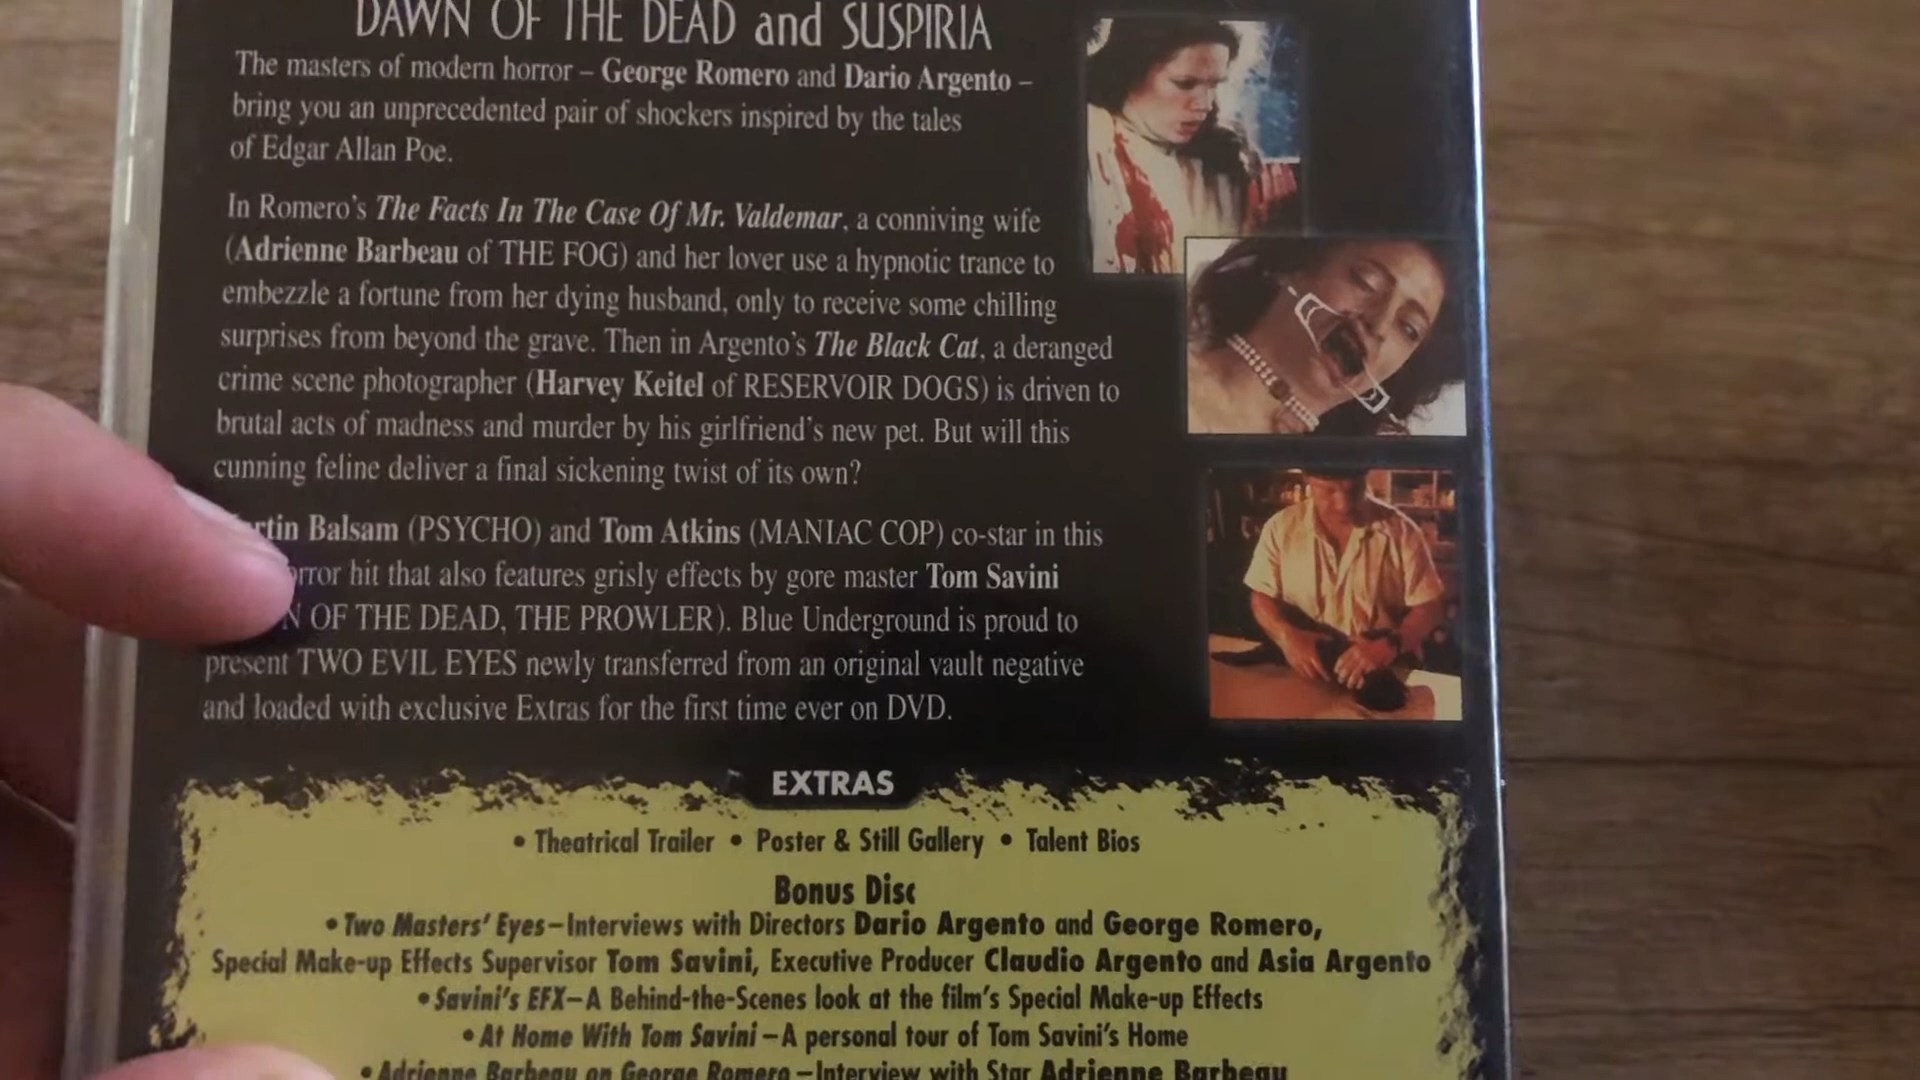 DAWN OF THE DEAD and SUSPIRIA
The masters of modern horror – George Romero and Dario Argento –
bring you an unprecedented pair of shockers inspired by the tales
of Edgar Allan Poe.
In Romero's The Facts In The Case Of Mr. Valdemar, a conniving wife
(Adrienne Barbeau of THE FOG) and her lover use a hypnotic trance to
embezzle a fortune from her dying husband, only to receive some chilling
surprises from beyond the grave. Then in Argento's The Black Cat, a deranged
crime scene photographer (Harvey Keitel of RESERVOIR DOGS) is driven to
brutal acts of madness and murder by his girlfriend's new pet. But will this
cunning feline deliver a final sickening twist of its own?
Balsam (PSYCHO) and Tom Atkins (MANIAC COP) co-star in this
hit that also features grisly effects by gore master Tom Savini
OF THE DEAD, THE PROWLER). Blue Underground is proud to
present TWO EVIL EYES newly transferred from an original vault negative
and loaded with exclusive Extras for the first time ever on DVD.
EXTRAS
• Theatrical Trailer • Poster & Still Gallery • Talent Bios
Bonus Disc
• Two Masters' Eyes–Interviews with Directors Dario Argento and George Romero,
Special Make-up Effects Supervisor Tom Savini, Executive Producer Claudio Argento and Asia Argento
• Savini's EFX–A Behind-the-Scenes look at the film's Special Make-up Effects
• At Home With Tom Savini–A personal tour of Tom Savini's Home
• Adrienne Barbeau on George Romero–Interview with Star Adrienne Barbeau